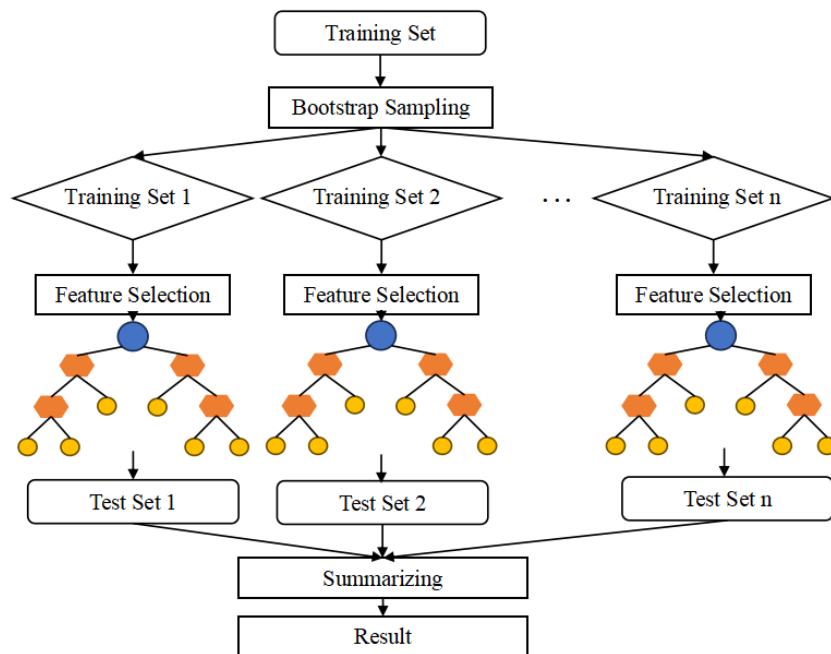 Training Set
Bootstrap Sampling
Training Set 1
Training Set 2
...
Training Set n
Feature Selection
Feature Selection
Feature Selection
Test Set 1
Test Set 2
Test Set n
Summarizing
Result